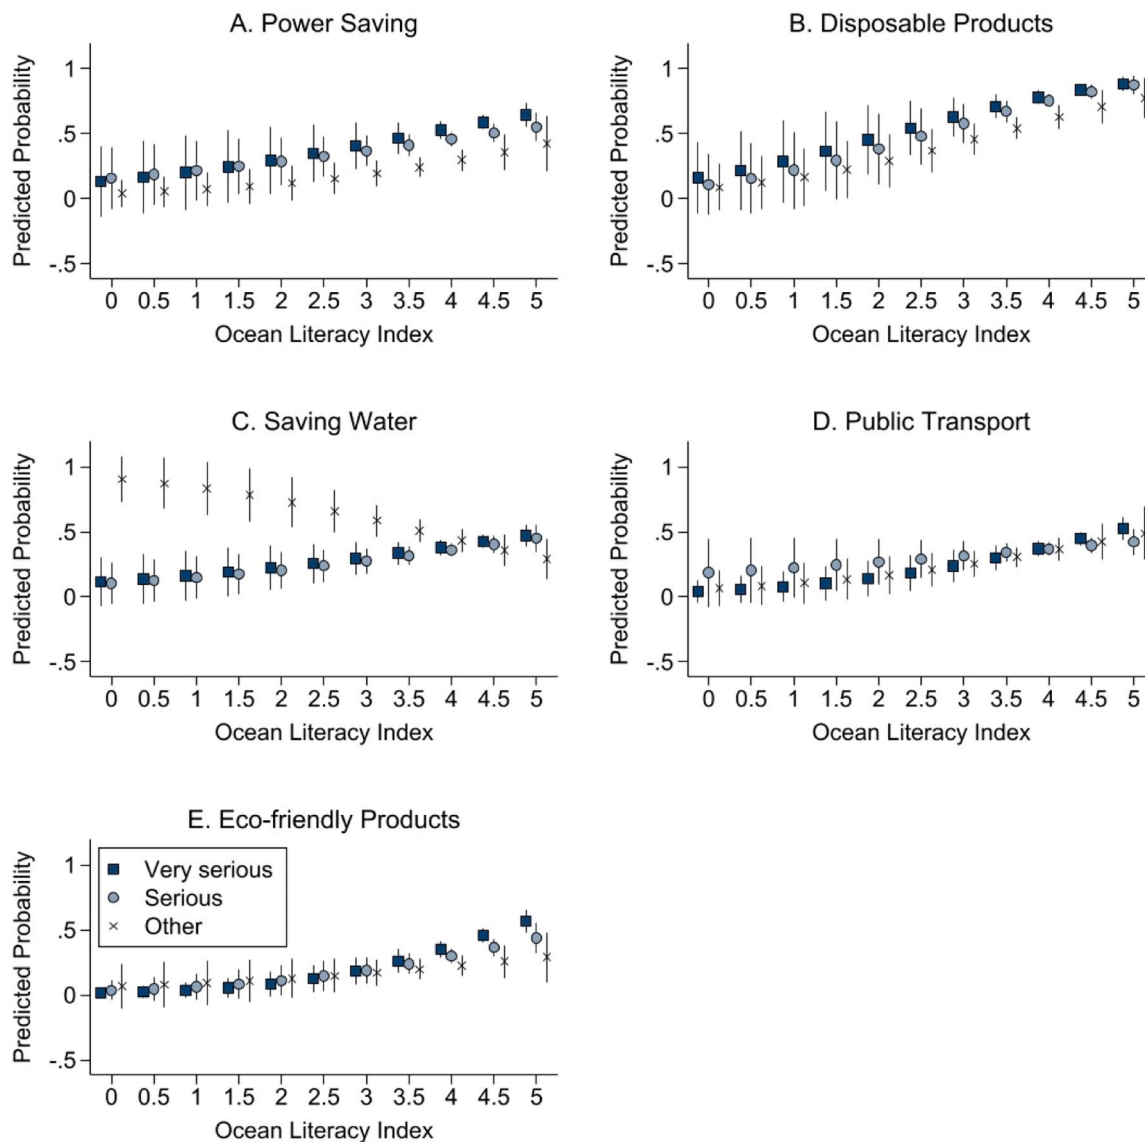 A. Power Saving
Predicted Probability
1
.5
0
-.5
0 0.5 1 1.5 2 2.5 3 3.5 4 4.5 5
Ocean Literacy Index
B. Disposable Products
Predicted Probability
1
.5
0
-.5
0 0.5 1 1.5 2 2.5 3 3.5 4 4.5 5
Ocean Literacy Index
C. Saving Water
Predicted Probability
1
.5
0
-.5
0 0.5 1 1.5 2 2.5 3 3.5 4 4.5 5
Ocean Literacy Index
D. Public Transport
Predicted Probability
1
.5
0
-.5
0 0.5 1 1.5 2 2.5 3 3.5 4 4.5 5
Ocean Literacy Index
E. Eco-friendly Products
Predicted Probability
1
.5
0
-.5
Very serious
Serious
Other
0 0.5 1 1.5 2 2.5 3 3.5 4 4.5 5
Ocean Literacy Index